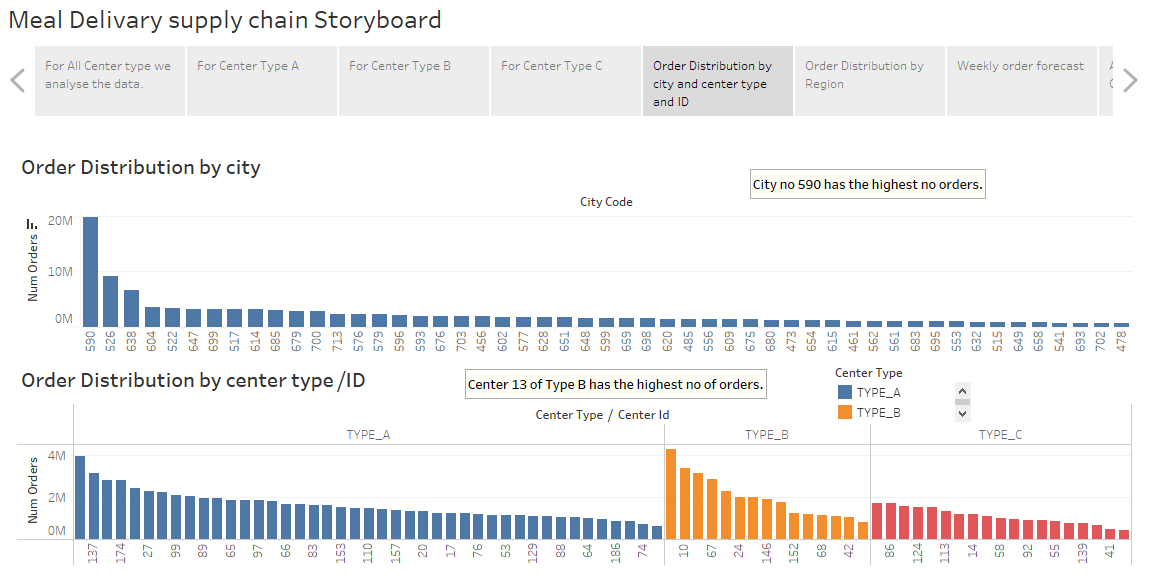 Meal Delivary supply chain Storyboard
For All Center type we
analyse the data.
For Center Type A
For Center Type B
For Center Type C
Order Distribution by
city and center type
and ID
Order Distribution by
Region
Weekly order forecast
Order Distribution by city
City no 590 has the highest no orders.
City Code
Num Orders
20M
10M
0M
590 526 638 604 522 647 699 517 614 685 679 700 713 576 579 596 593 676 703 456 602 577 628 651 648 599 659 698 620 485 556 609 675 680 473 654 615 461 562 561 683 695 553 632 515 649 658 541 693 702 478
Order Distribution by center type /ID
Center 13 of Type B has the highest no of orders.
Center Type
TYPE_A
TYPE_B
Center Type / Center Id
TYPE_A TYPE_B TYPE_C
Num Orders
4M
2M
0M
137 174 27 99 89 65 97 66 83 153 110 157 20 17 76 53 129 88 64 186 74 10 67 24 146 152 68 42 86 124 113 14 58 92 55 139 41